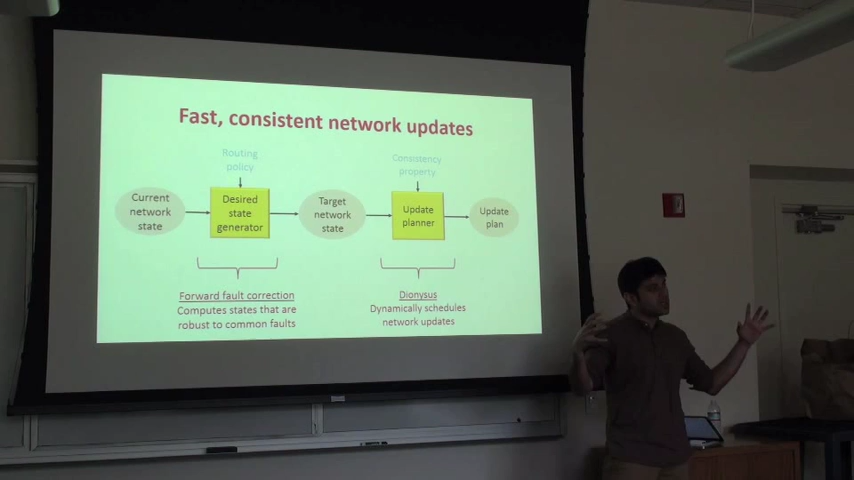 Fast, consistent network updates
Routing
policy
Consistency
property
Current
network
state
Desired
state
generator
Target
network
state
Update
planner
Update
plan
Forward fault correction
Computes states that are
robust to common faults
Dionysus
Dynamically schedules
network updates